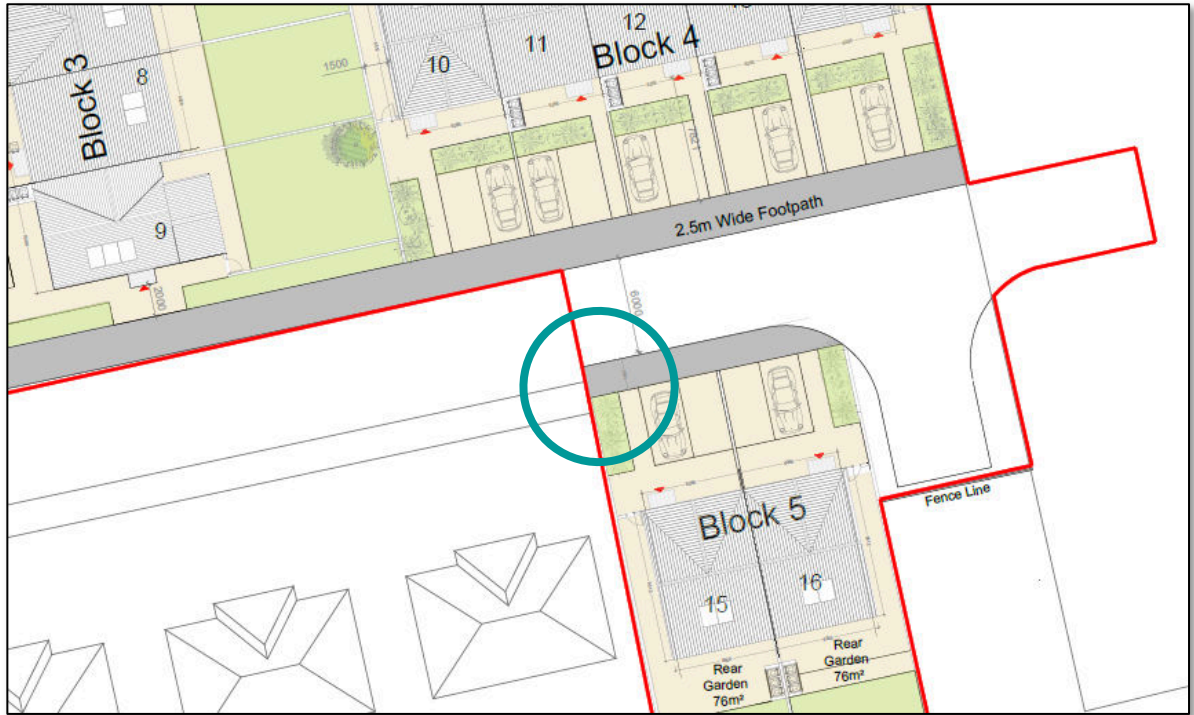 12
11
Block 4
10
1500
Block 3
8
7621
2.5m Wide Footpath
9
2000
6000
Fence Line
Block 5
15
16
Rear
Garden
76m²
Rear
Garden
76m²